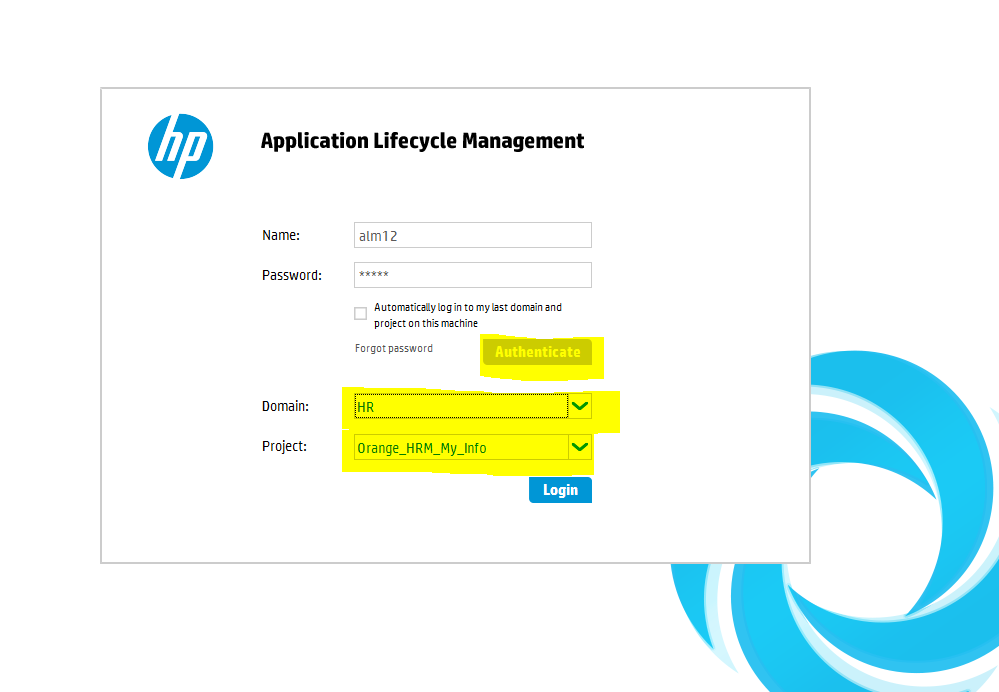 hp
Application Lifecycle Management
Name: alm12
Password: *****
Automatically log in to my last domain and
project on this machine
Forgot password
Authenticate
Domain: HR
Project: Orange_HRM_My_Info
Login